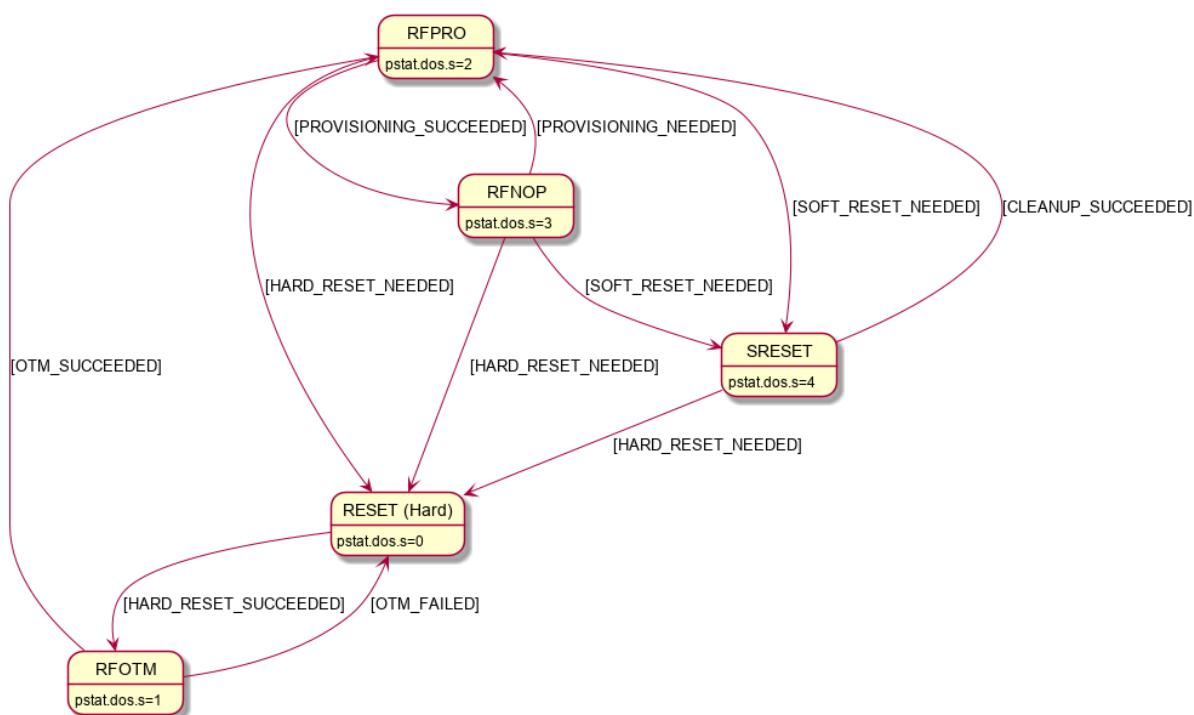 RFPRO
pstat.dos.s=2
[PROVISIONING_SUCCEEDED]
[PROVISIONING_NEEDED]
RFNOP
pstat.dos.s=3
[SOFT_RESET_NEEDED]
[CLEANUP_SUCCEEDED]
[HARD_RESET_NEEDED]
[SOFT_RESET_NEEDED]
SRESET
pstat.dos.s=4
[OTM_SUCCEEDED]
[HARD_RESET_NEEDED]
[HARD_RESET_NEEDED]
RESET (Hard)
pstat.dos.s=0
[HARD_RESET_SUCCEEDED]
[OTM_FAILED]
RFOTM
pstat.dos.s=1